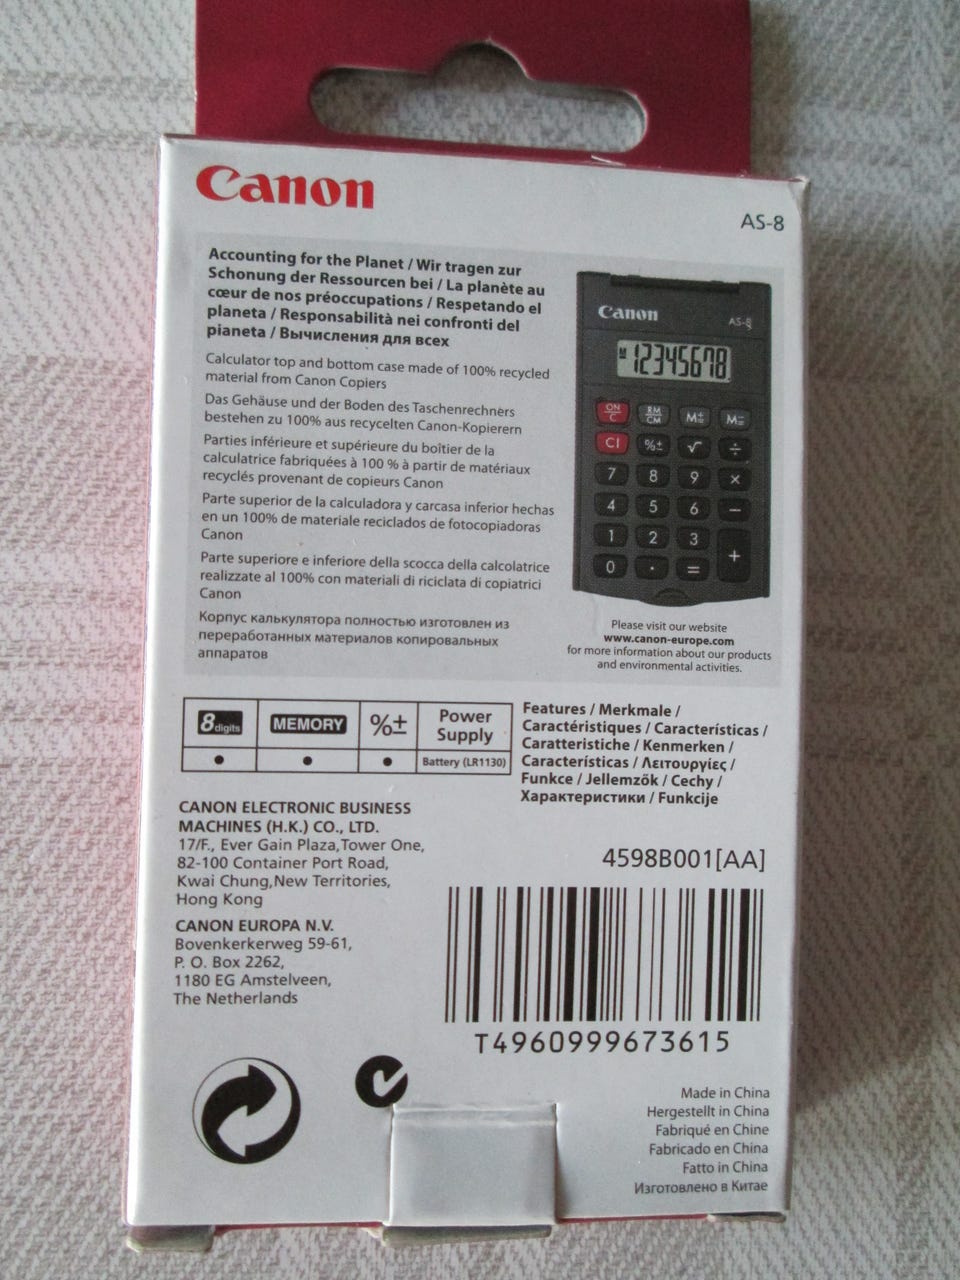 Canon
AS-8
Accounting for the Planet / Wir tragen zur
Schonung der Ressourcen bei / La planète au
cœur de nos préoccupations / Respetando el
planeta / Responsabilità nei confronti del
pianeta / Вычисления для всех
Calculator top and bottom case made of 100% recycled
material from Canon Copiers
Das Gehäuse und der Boden des Taschenrechners
bestehen zu 100% aus recycelten Canon-Kopierern
Parties inférieure et supérieure du boîtier de la
calculatrice fabriquées à 100 % à partir de matériaux
recyclés provenant de copieurs Canon
Parte superior de la calculadora y carcasa inferior hechas
en un 100% de materiale reciclados de fotocopiadoras
Canon
Parte superiore e inferiore della scocca della calcolatrice
realizzate al 100% con materiali di riciclata di copiatrici
Canon
Корпус калькулятора полностью изготовлен из
переработанных материалов копировальных
аппаратов
Canon
AS-8
M 12345678
ON/C RM/CM M± M=
CI %± √ ÷
7 8 9 ×
4 5 6 −
1 2 3 +
0 . =
Please visit our website
www.canon-europe.com
for more information about our products
and environmental activities.
8 digits MEMORY %± Power Supply
• • • Battery (LR1130)
Features / Merkmale /
Caractéristiques / Características /
Caratteristiche / Kenmerken /
Características / Λειτουργίες /
Funkce / Jellemzők / Cechy /
Характеристики / Funkcije
CANON ELECTRONIC BUSINESS
MACHINES (H.K.) CO., LTD.
17/F., Ever Gain Plaza,Tower One,
82-100 Container Port Road,
Kwai Chung,New Territories,
Hong Kong
CANON EUROPA N.V.
Bovenkerkerweg 59-61,
P. O. Box 2262,
1180 EG Amstelveen,
The Netherlands
4598B001[AA]
T4960999673615
Made in China
Hergestellt in China
Fabriqué en Chine
Fabricado en China
Fatto in China
Изготовлено в Китае